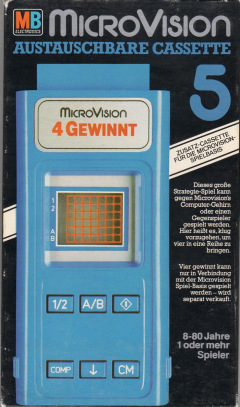 MB
ELECTRONICS
MICROVISION
AUSTAUSCHBARE CASSETTE
5
ZUSATZ-CASSETTE
FÜR DIE MICROVISION-
SPIELBASIS
MICROVISION
4 GEWINNT
1
2
A
B
Dieses große
Strategie-Spiel kann
gegen Microvision's
Computer-Gehirn
oder einen
Gegenspieler
gespielt werden.
Hier heißt es, klug
vorzugehen, um
vier in eine Reihe zu
bringen.
Vier gewinnt kann
nur in Verbindung
mit der Microvision
Spiel-Basis gespielt
werden – wird
separat verkauft.
1/2
A/B
COMP
CM
8-80 Jahre
1 oder mehr
Spieler